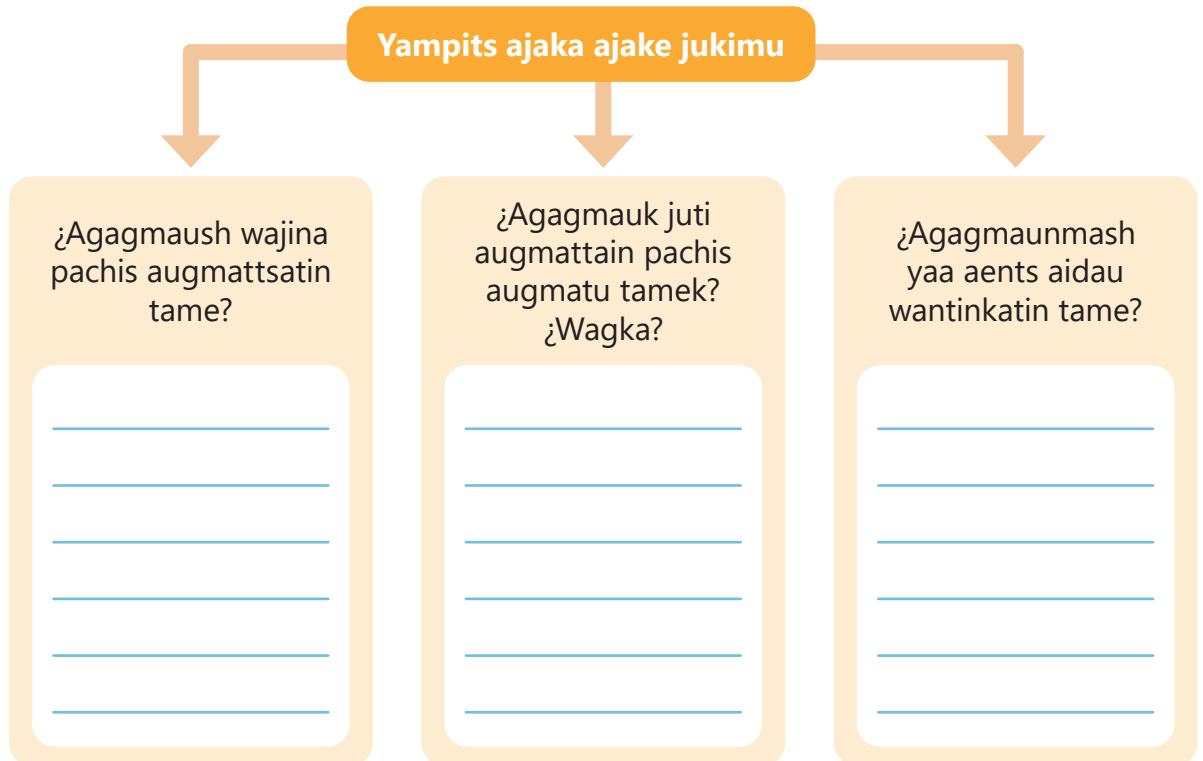 Yampits ajaka ajake jukimu
¿Agagmaush wajina
pachis augmattsatin
tame?
¿Agagmauk juti
augmattain pachis
augmatu tamek?
¿Wagka?
¿Agagmaunmash
yaa aents aidau
wantinkatin tame?